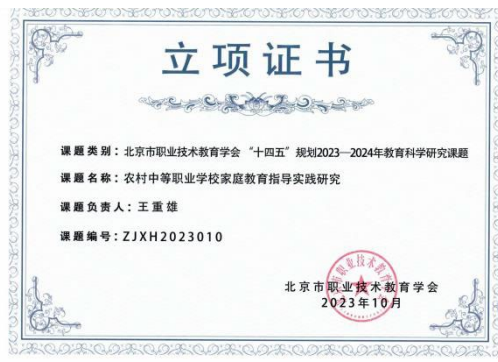 立项证书
课题类别：北京市职业技术教育学会 “十四五”规划2023—2024年教育科学研究课题
课题名称：农村中等职业学校家庭教育指导实践研究
课题负责人：王重雄
课题编号：ZJXH2023010
北京市职业技术教育学会
2023年10月